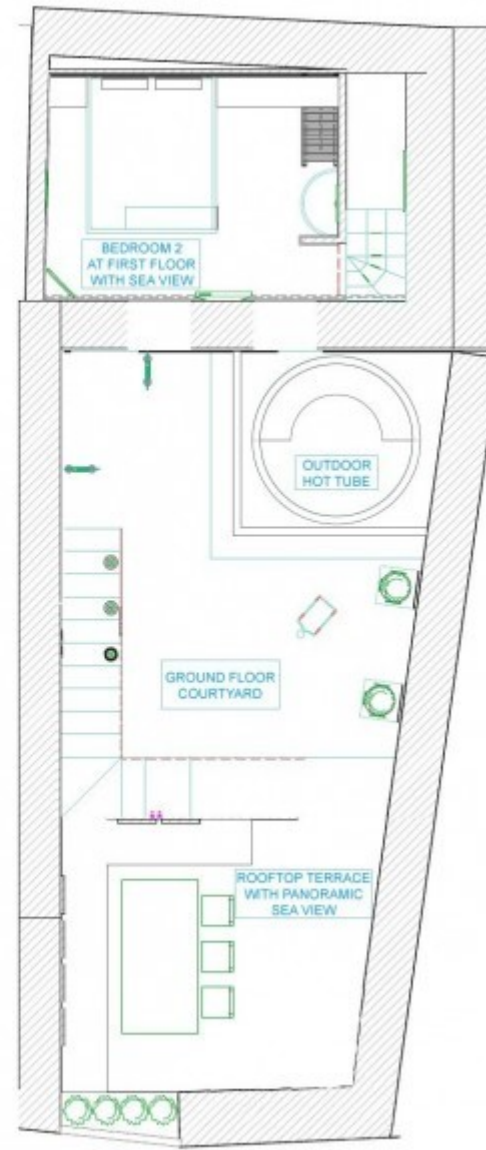 BEDROOM 2
AT FIRST FLOOR
WITH SEA VIEW
OUTDOOR
HOT TUBE
GROUND FLOOR
COURTYARD
ROOFTOP TERRACE
WITH PANORAMIC
SEA VIEW